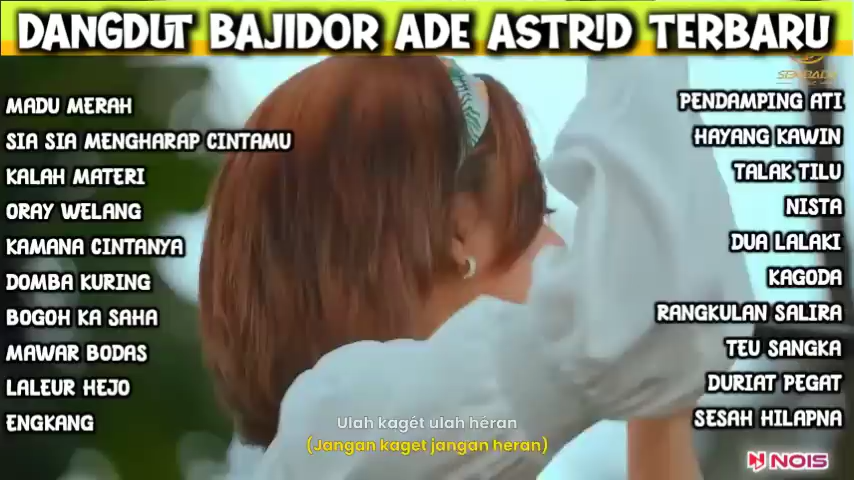 DANGDUT BAJIDOR ADE ASTRID TERBARU
MADU MERAH
SIA SIA MENGHARAP CINTAMU
KALAH MATERI
ORAY WELANG
KAMANA CINTANYA
DOMBA KURING
BOGOH KA SAHA
MAWAR BODAS
LALEUR HEJO
ENGKANG
PENDAMPING ATI
HAYANG KAWIN
TALAK TILU
NISTA
DUA LALAKI
KAGODA
RANGKULAN SALIRA
TEU SANGKA
DURIAT PEGAT
SESAH HILAPNA
Ulah kagét ulah héran
(Jangan kaget jangan heran)
NOIS